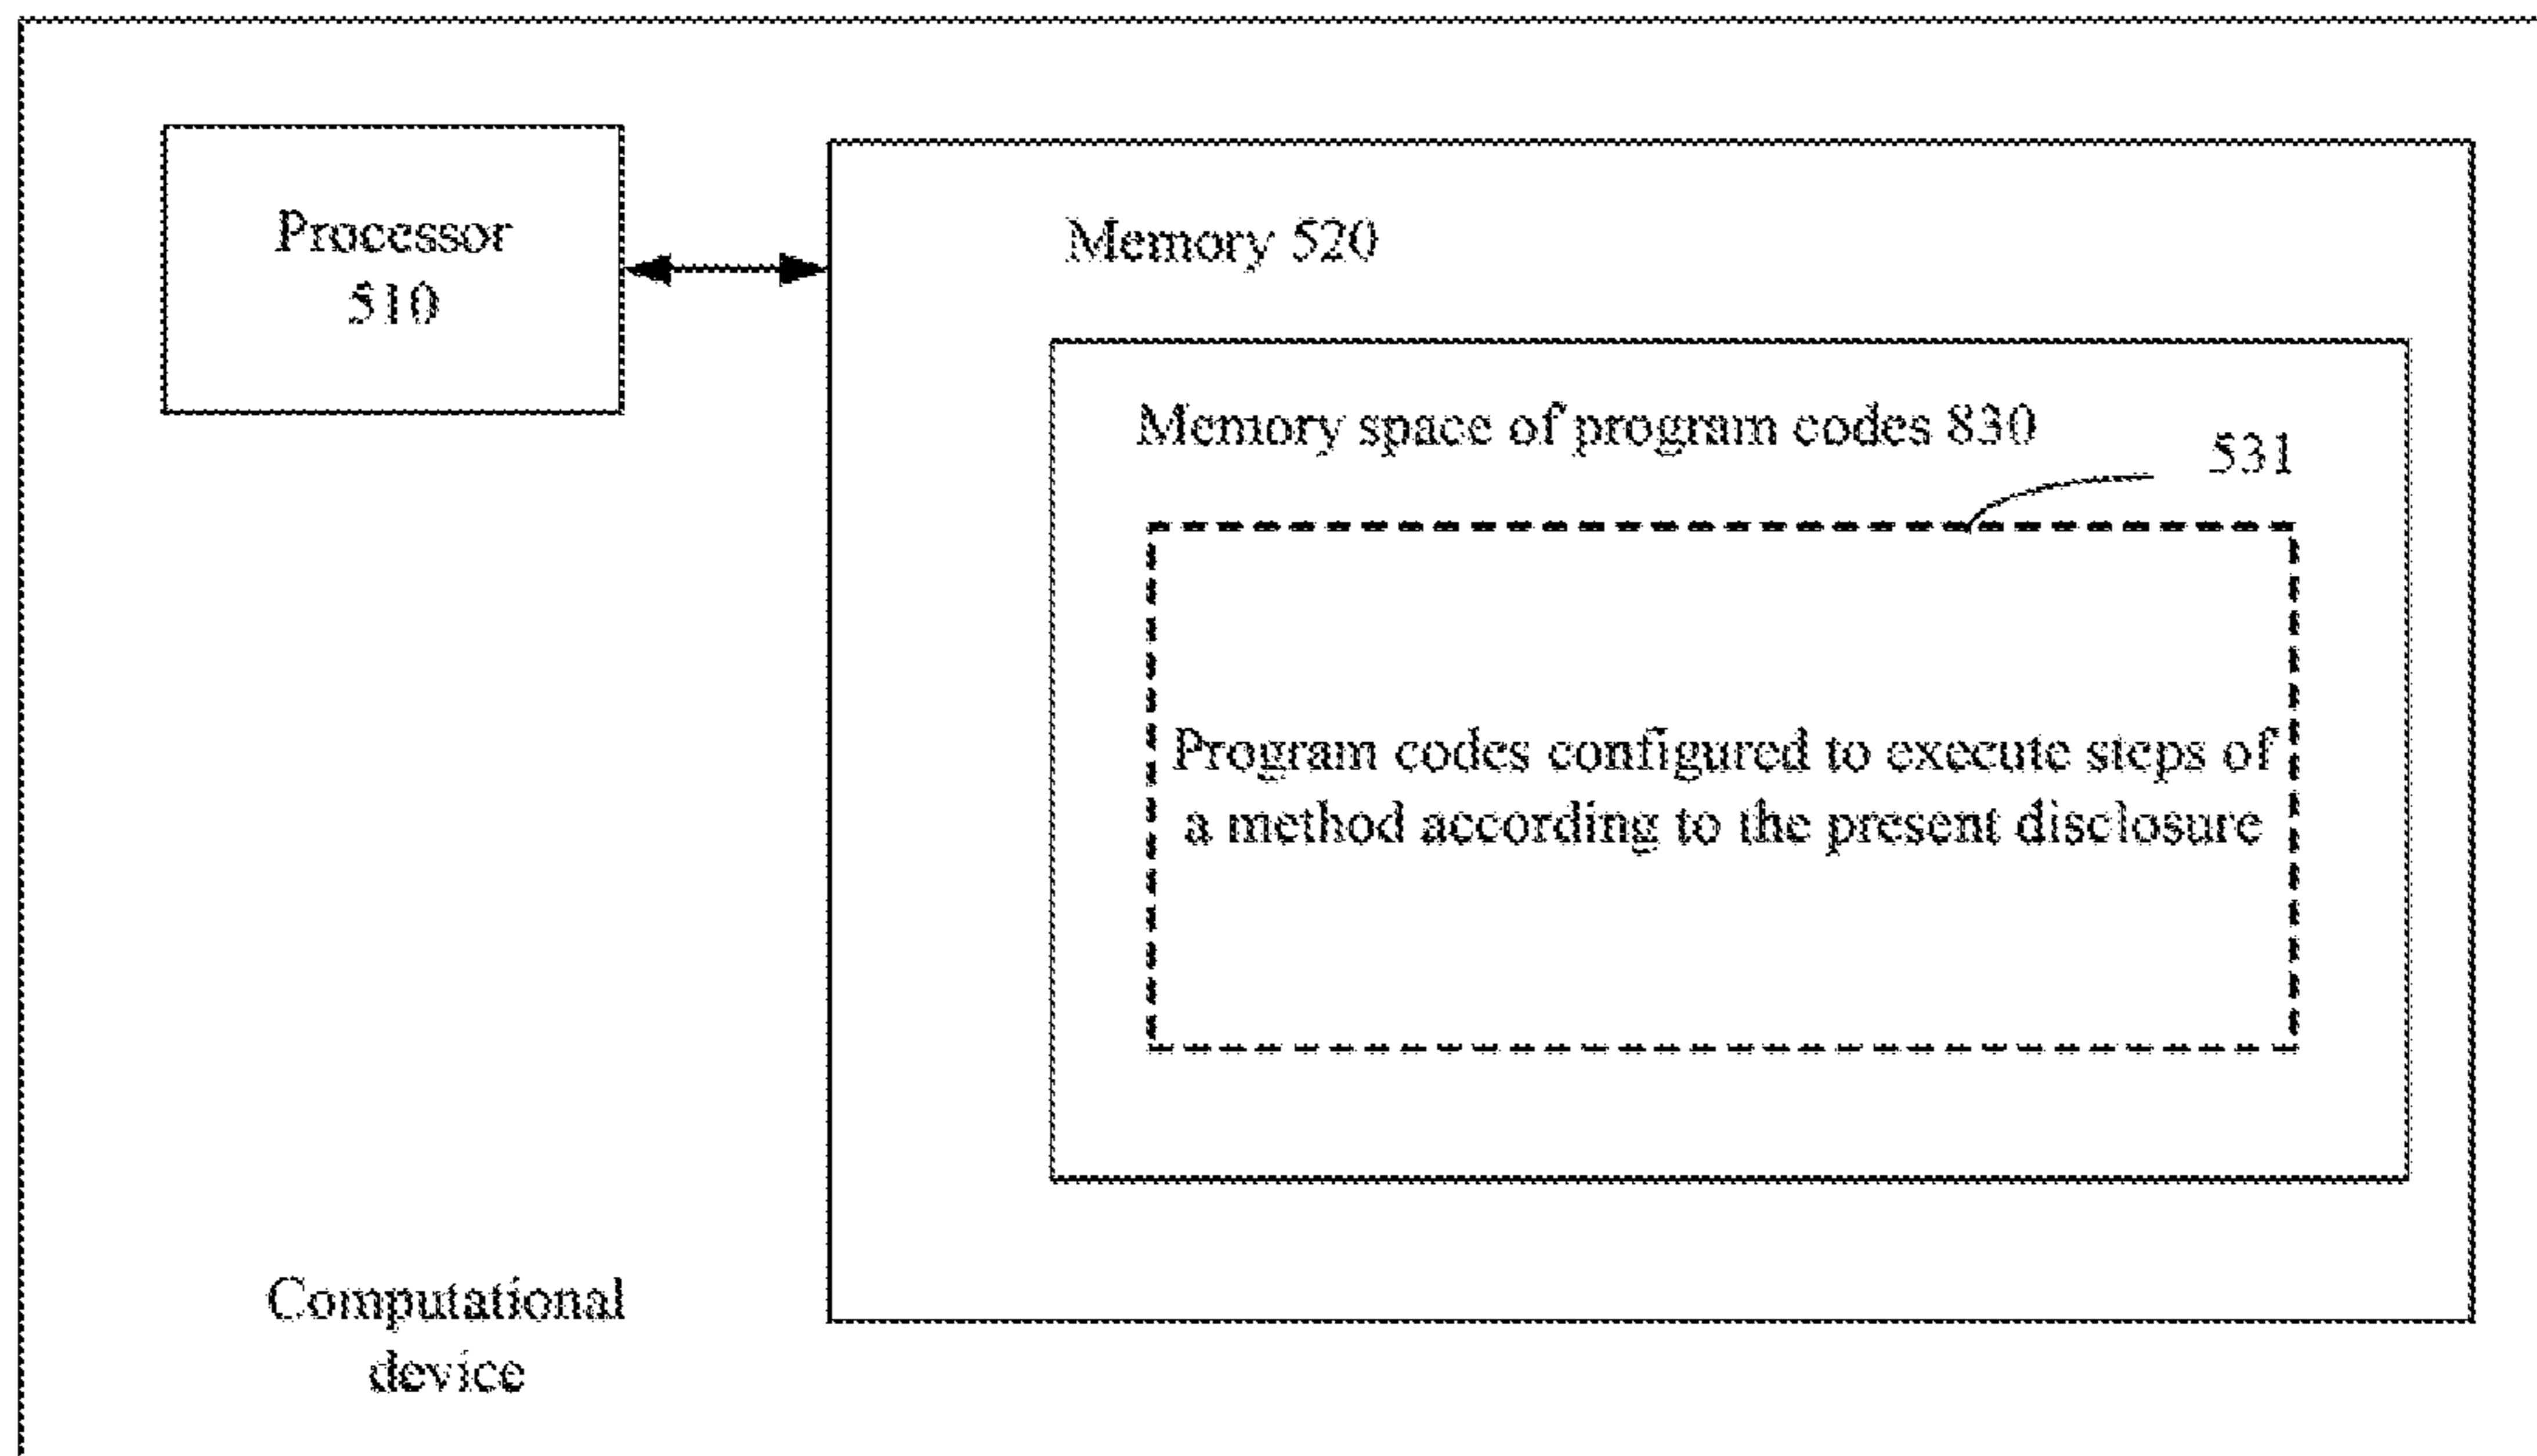 Processor
510
Memory 520
Memory space of program codes 830
531
Program codes configured to execute steps of
a method according to the present disclosure
Computational
device